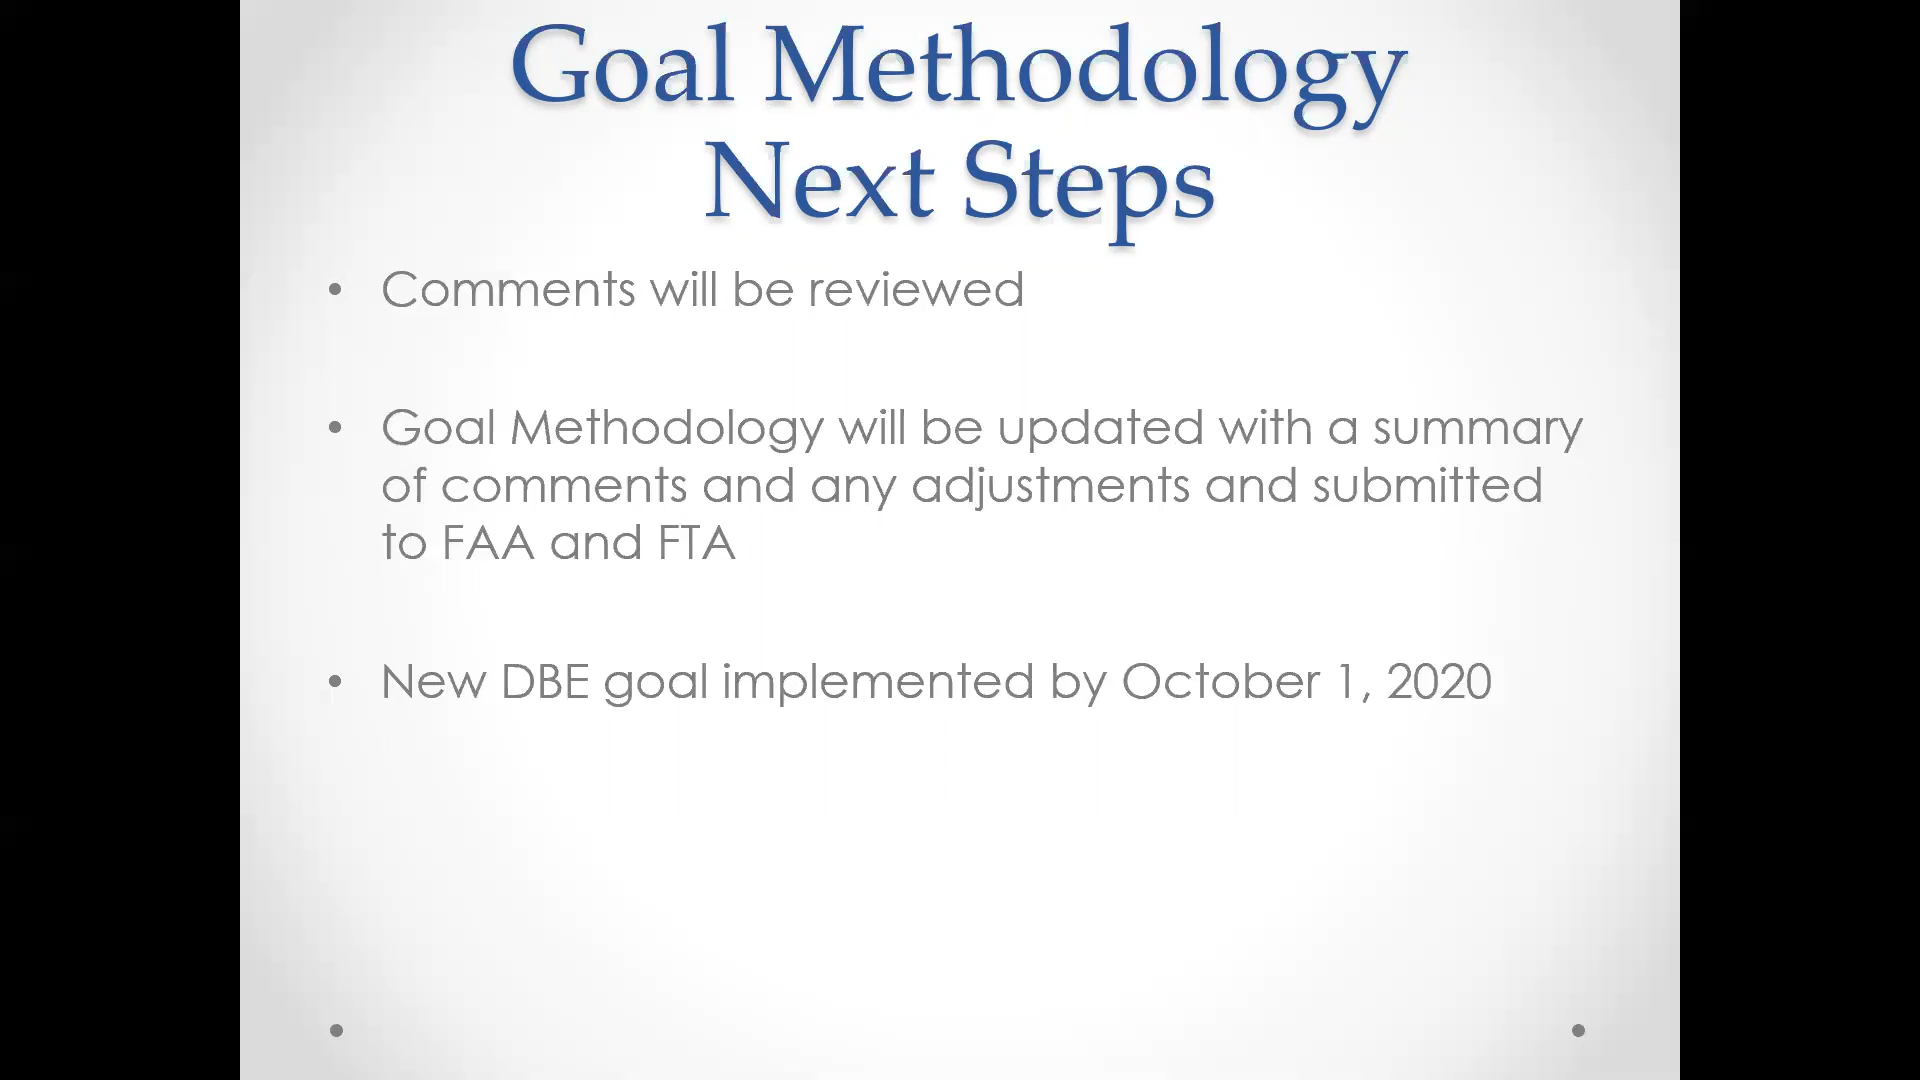 Goal Methodology
Next Steps
• Comments will be reviewed
• Goal Methodology will be updated with a summary
of comments and any adjustments and submitted
to FAA and FTA
• New DBE goal implemented by October 1, 2020